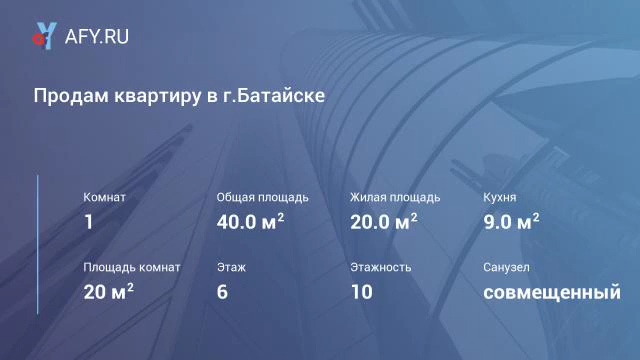 AFY.RU
Продам квартиру в г.Батайске
Комнат
1
Общая площадь
40.0 м²
Жилая площадь
20.0 м²
Кухня
9.0 м²
Площадь комнат
20 м²
Этаж
6
Этажность
10
Санузел
совмещенный